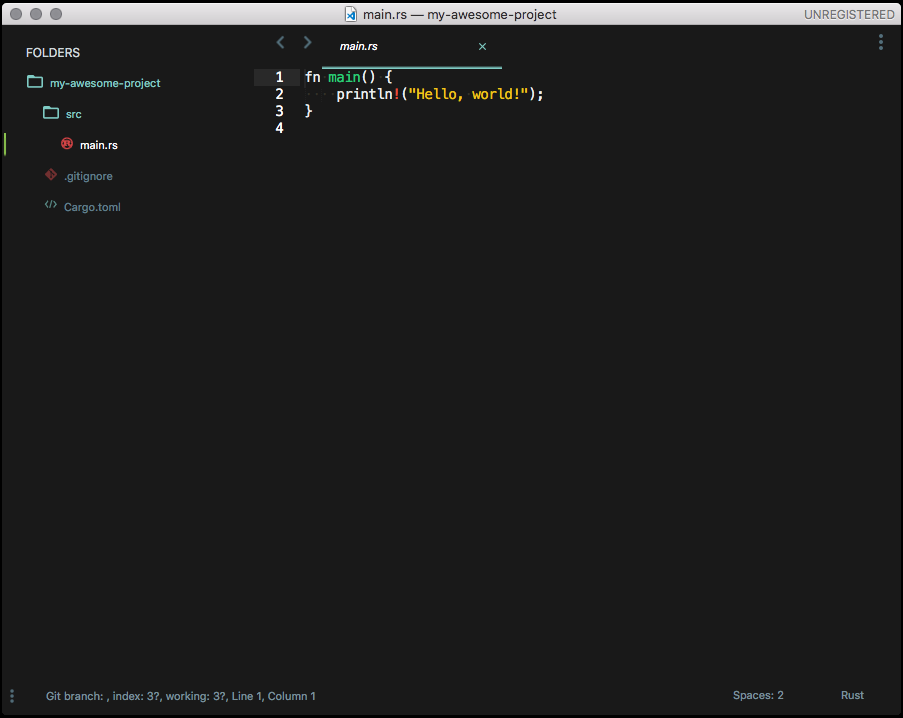 main.rs — my-awesome-project
UNREGISTERED
FOLDERS
my-awesome-project
src
main.rs
.gitignore
Cargo.toml
main.rs
1 fn main() {
2 println!("Hello, world!");
3 }
4
Git branch: , index: 3?, working: 3?, Line 1, Column 1
Spaces: 2
Rust